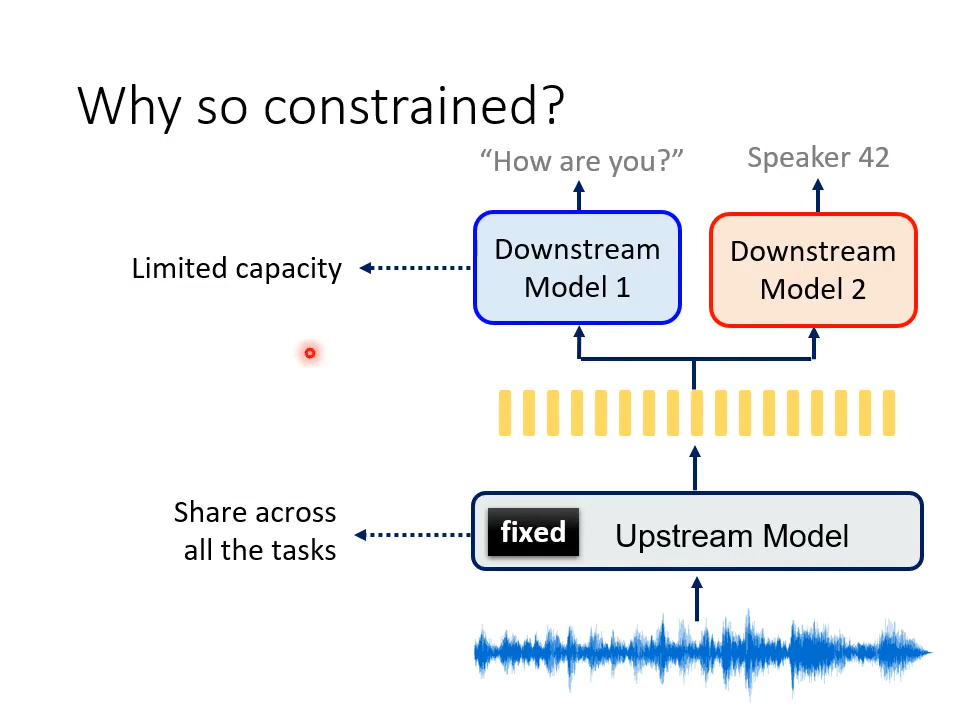 Why so constrained?
“How are you?”
Speaker 42
Limited capacity
Downstream
Model 1
Downstream
Model 2
Share across
all the tasks
fixed
Upstream Model